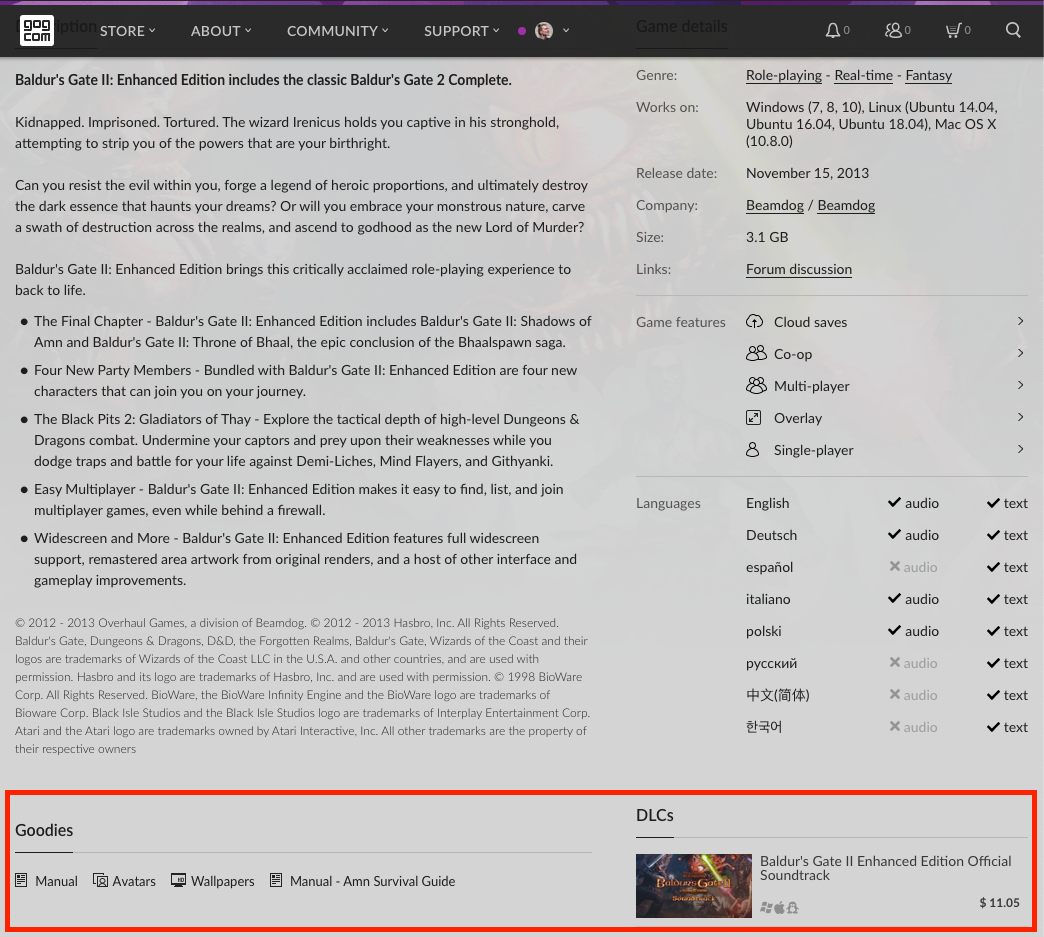 gog
com
STORE
ABOUT
COMMUNITY
SUPPORT
0
0
0
Game details
Baldur's Gate II: Enhanced Edition includes the classic Baldur's Gate 2 Complete.
Kidnapped. Imprisoned. Tortured. The wizard Irenicus holds you captive in his stronghold,
attempting to strip you of the powers that are your birthright.
Can you resist the evil within you, forge a legend of heroic proportions, and ultimately destroy
the dark essence that haunts your dreams? Or will you embrace your monstrous nature, carve
a swath of destruction across the realms, and ascend to godhood as the new Lord of Murder?
Baldur's Gate II: Enhanced Edition brings this critically acclaimed role-playing experience to
back to life.
• The Final Chapter - Baldur's Gate II: Enhanced Edition includes Baldur's Gate II: Shadows of
Amn and Baldur's Gate II: Throne of Bhaal, the epic conclusion of the Bhaalspawn saga.
• Four New Party Members - Bundled with Baldur's Gate II: Enhanced Edition are four new
characters that can join you on your journey.
• The Black Pits 2: Gladiators of Thay - Explore the tactical depth of high-level Dungeons &
Dragons combat. Undermine your captors and prey upon their weaknesses while you
dodge traps and battle for your life against Demi-Liches, Mind Flayers, and Githyanki.
• Easy Multiplayer - Baldur's Gate II: Enhanced Edition makes it easy to find, list, and join
multiplayer games, even while behind a firewall.
• Widescreen and More - Baldur's Gate II: Enhanced Edition features full widescreen
support, remastered area artwork from original renders, and a host of other interface and
gameplay improvements.
© 2012 - 2013 Overhaul Games, a division of Beamdog. © 2012 - 2013 Hasbro, Inc. All Rights Reserved.
Baldur's Gate, Dungeons & Dragons, D&D, the Forgotten Realms, Baldur's Gate, Wizards of the Coast and their
logos are trademarks of Wizards of the Coast LLC in the U.S.A. and other countries, and are used with
permission. Hasbro and its logo are trademarks of Hasbro, Inc. and are used with permission. © 1998 BioWare
Corp. All Rights Reserved. BioWare, the BioWare Infinity Engine and the BioWare logo are trademarks of
Bioware Corp. Black Isle Studios and the Black Isle Studios logo are trademarks of Interplay Entertainment Corp.
Atari and the Atari logo are trademarks owned by Atari Interactive, Inc. All other trademarks are the property of
their respective owners
Genre: Role-playing - Real-time - Fantasy
Works on: Windows (7, 8, 10), Linux (Ubuntu 14.04,
Ubuntu 16.04, Ubuntu 18.04), Mac OS X
(10.8.0)
Release date: November 15, 2013
Company: Beamdog / Beamdog
Size: 3.1 GB
Links: Forum discussion
Game features Cloud saves
Co-op
Multi-player
Overlay
Single-player
Languages English audio text
Deutsch audio text
español audio text
italiano audio text
polski audio text
русский audio text
中文(简体) audio text
한국어 audio text
Goodies
Manual Avatars HD Wallpapers Manual - Amn Survival Guide
DLCs
Baldur's Gate II
Soundtrack
Baldur's Gate II Enhanced Edition Official
Soundtrack
$ 11.05